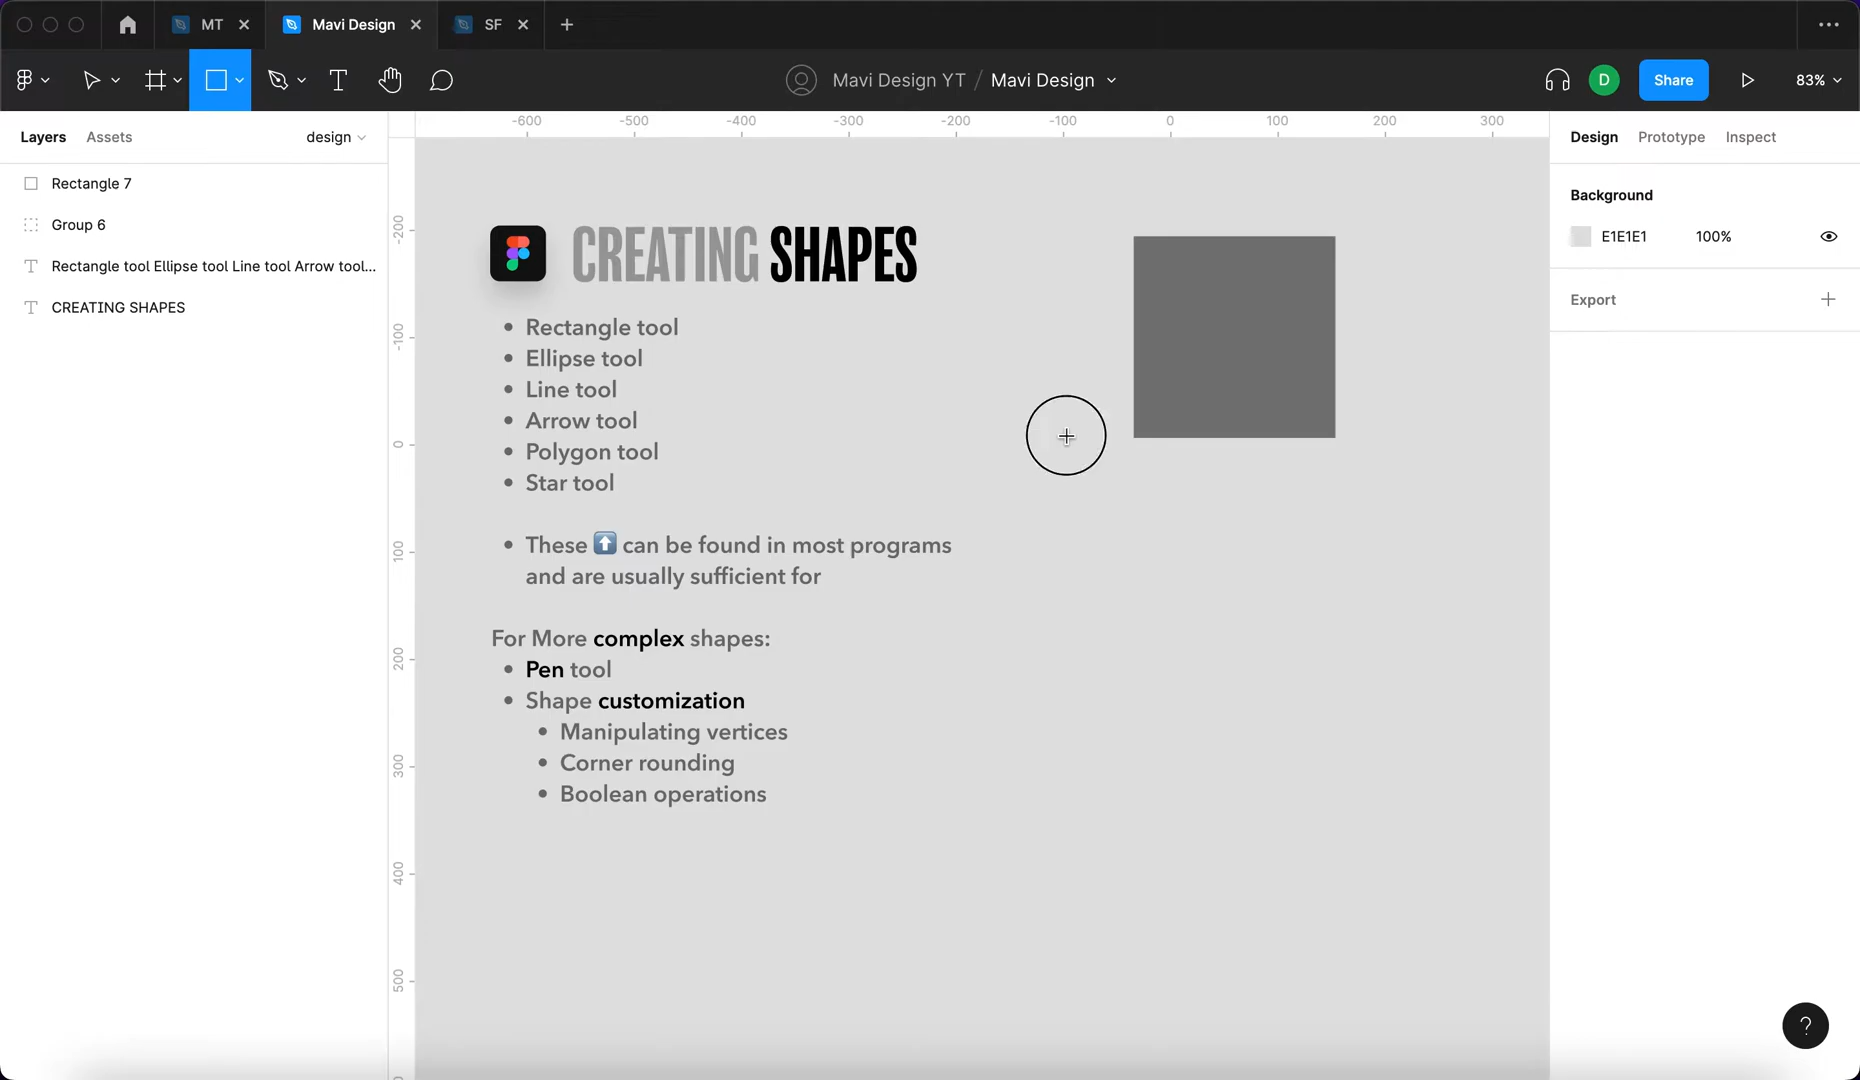 MT
Mavi Design
SF
Mavi Design YT / Mavi Design
D
Share
83%
Layers
Assets
design
Rectangle 7
Group 6
Rectangle tool Ellipse tool Line tool Arrow tool...
CREATING SHAPES
-600 -500 -400 -300 -200 -100 0 100 200 300
-200
-100
0
100
200
300
400
500
CREATING SHAPES
• Rectangle tool
• Ellipse tool
• Line tool
• Arrow tool
• Polygon tool
• Star tool
• These ⬆️ can be found in most programs
and are usually sufficient for
For More complex shapes:
• Pen tool
• Shape customization
• Manipulating vertices
• Corner rounding
• Boolean operations
Design
Prototype
Inspect
Background
E1E1E1
100%
Export
?